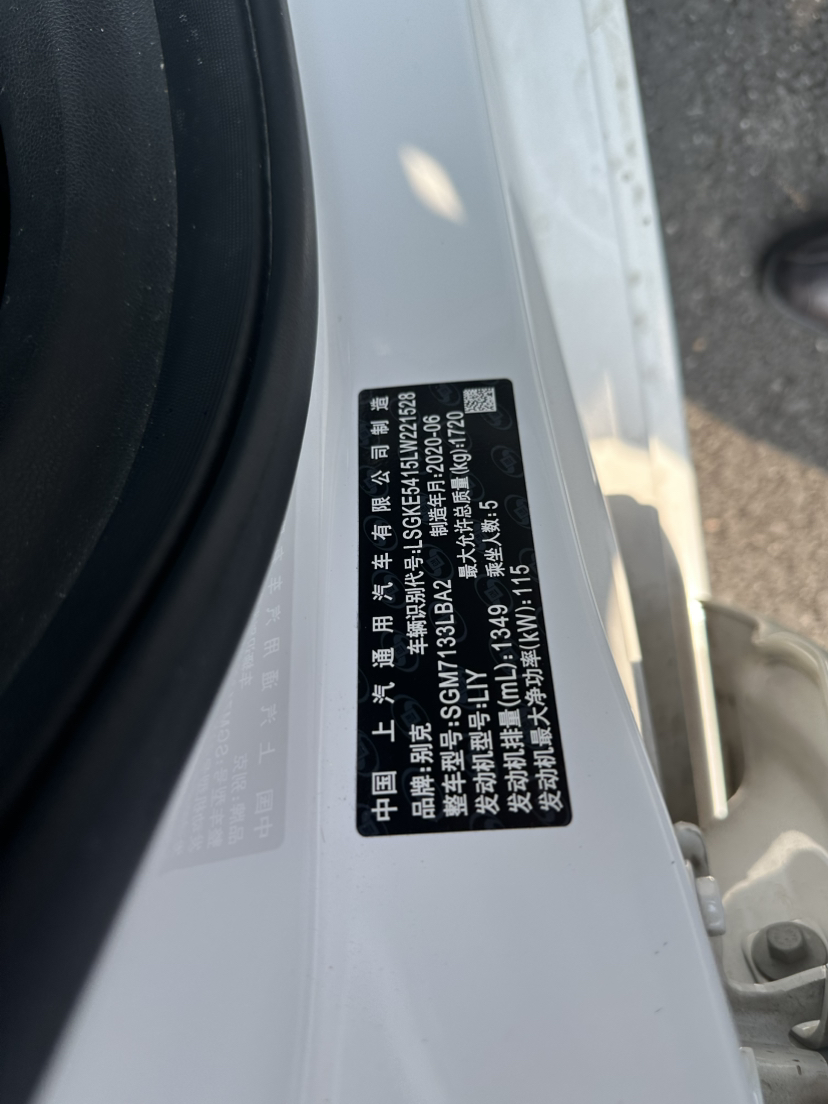 中国 上汽通用汽车有限公司制造
品牌:别克 车辆识别代号:LSGKE5415LW221528
整车型号:SGM7133LBA2 制造年月:2020-06
发动机型号:LIY 最大允许总质量(kg):1720
发动机排量(mL):1349 乘坐人数:5
发动机最大净功率(kW):115